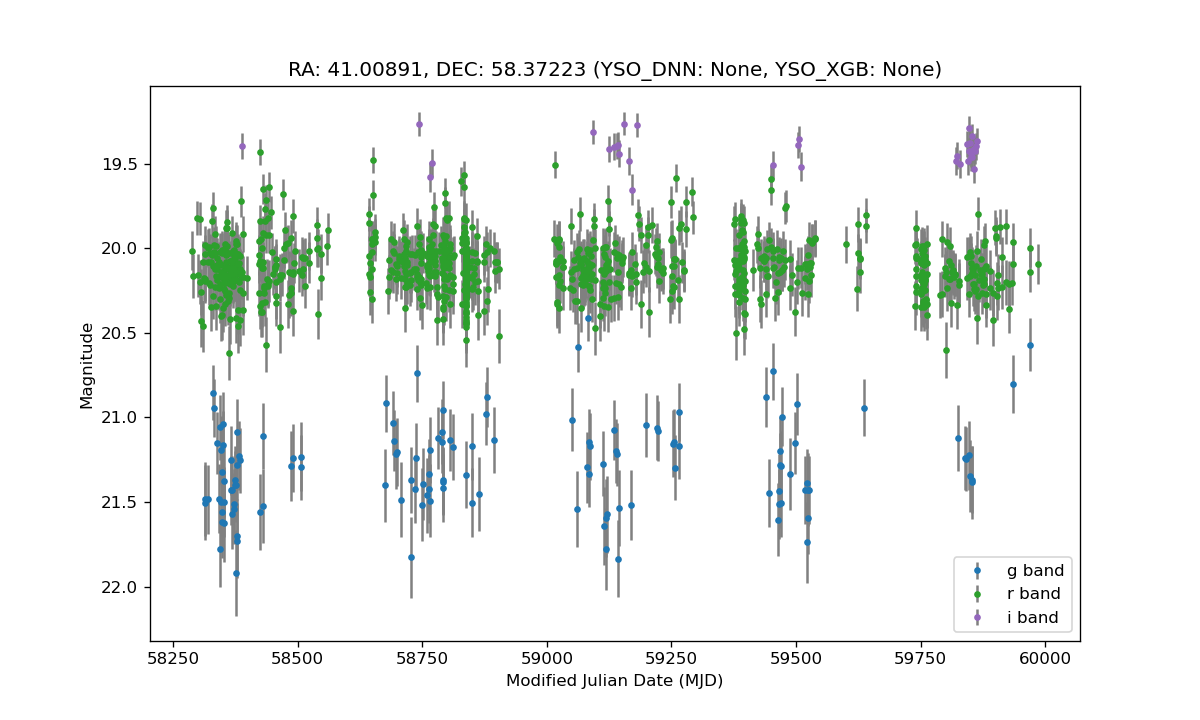 RA: 41.00891, DEC: 58.37223 (YSO_DNN: None, YSO_XGB: None)
Magnitude
19.5
20.0
20.5
21.0
21.5
22.0
g band
r band
i band
58250 58500 58750 59000 59250 59500 59750 60000
Modified Julian Date (MJD)